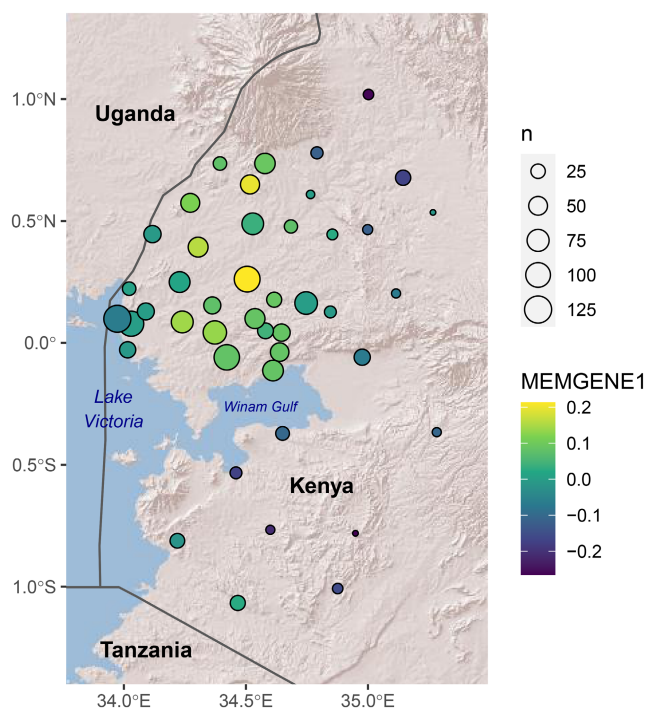 1.0°N
0.5°N
0.0°
0.5°S
1.0°S
34.0°E
34.5°E
35.0°E
Uganda
Lake
Victoria
Winam Gulf
Kenya
Tanzania
n
25
50
75
100
125
MEMGENE1
0.2
0.1
0.0
−0.1
−0.2